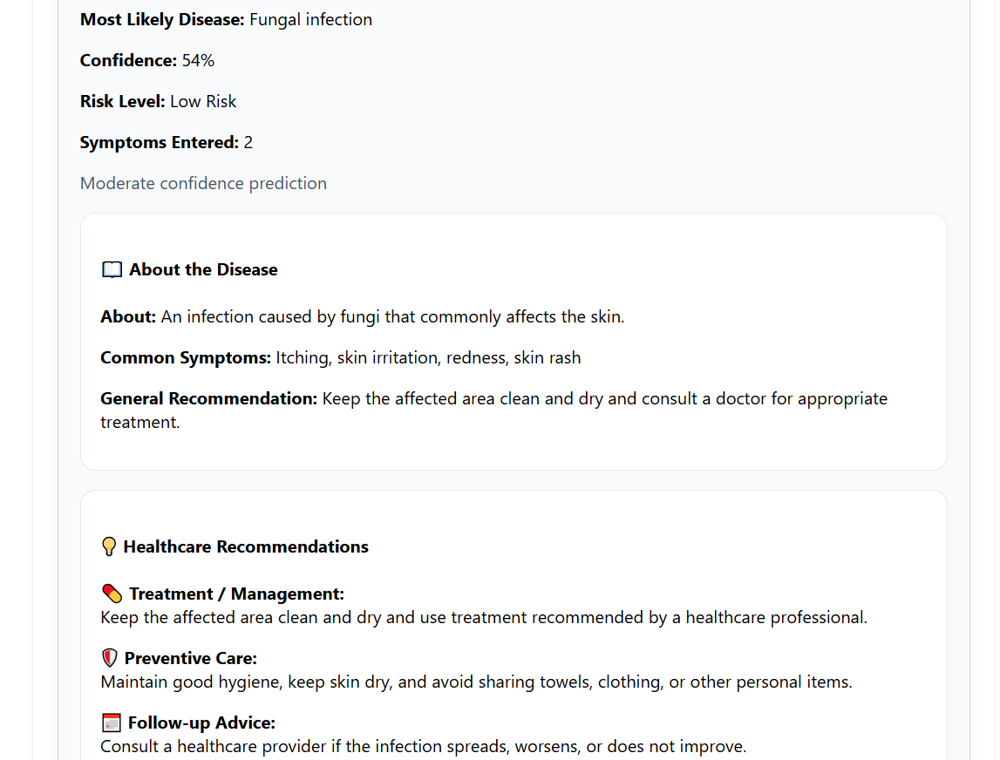 Most Likely Disease: Fungal infection
Confidence: 54%
Risk Level: Low Risk
Symptoms Entered: 2
Moderate confidence prediction
About the Disease
About: An infection caused by fungi that commonly affects the skin.
Common Symptoms: Itching, skin irritation, redness, skin rash
General Recommendation: Keep the affected area clean and dry and consult a doctor for appropriate
treatment.
Healthcare Recommendations
Treatment / Management:
Keep the affected area clean and dry and use treatment recommended by a healthcare professional.
Preventive Care:
Maintain good hygiene, keep skin dry, and avoid sharing towels, clothing, or other personal items.
Follow-up Advice:
Consult a healthcare provider if the infection spreads, worsens, or does not improve.